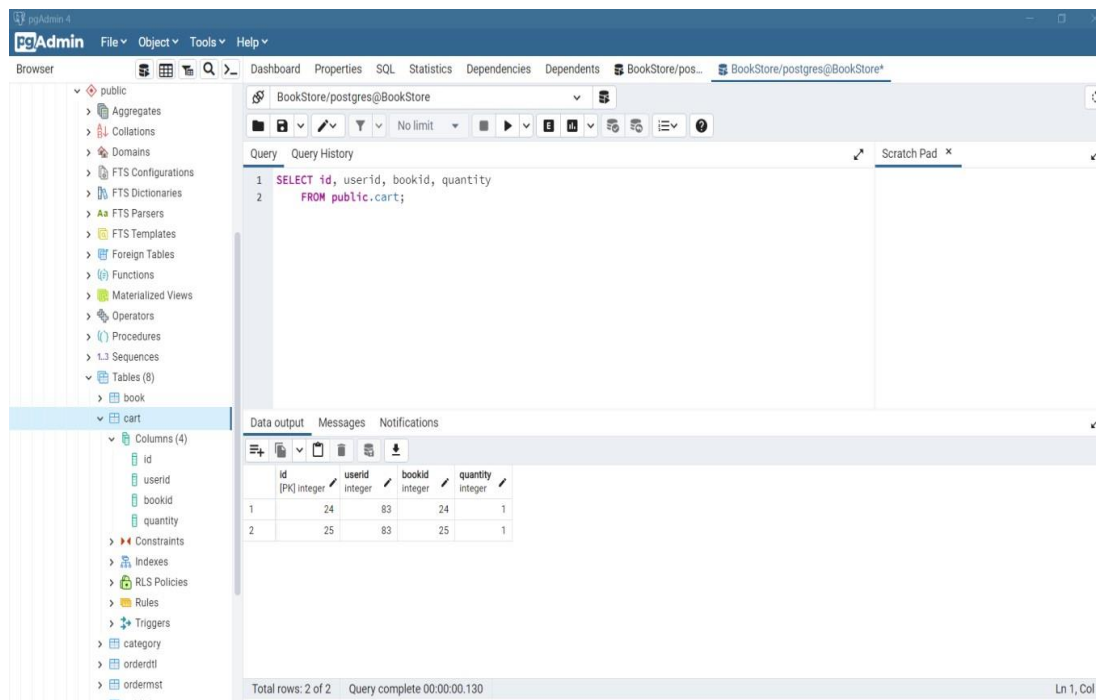 pgAdmin 4
pgAdmin File Object Tools Help
Browser
Dashboard Properties SQL Statistics Dependencies Dependents BookStore/pos... BookStore/postgres@BookStore*
public
Aggregates
Collations
Domains
FTS Configurations
FTS Dictionaries
Aa FTS Parsers
FTS Templates
Foreign Tables
Functions
Materialized Views
Operators
Procedures
1..3 Sequences
Tables (8)
book
cart
Columns (4)
id
userid
bookid
quantity
Constraints
Indexes
RLS Policies
Rules
Triggers
category
orderdtl
ordermst
BookStore/postgres@BookStore
No limit
E
Query Query History
Scratch Pad
1 SELECT id, userid, bookid, quantity
2 FROM public.cart;
Data output Messages Notifications
id userid bookid quantity
[PK] integer integer integer integer
1 24 83 24 1
2 25 83 25 1
Total rows: 2 of 2 Query complete 00:00:00.130 Ln 1, Col